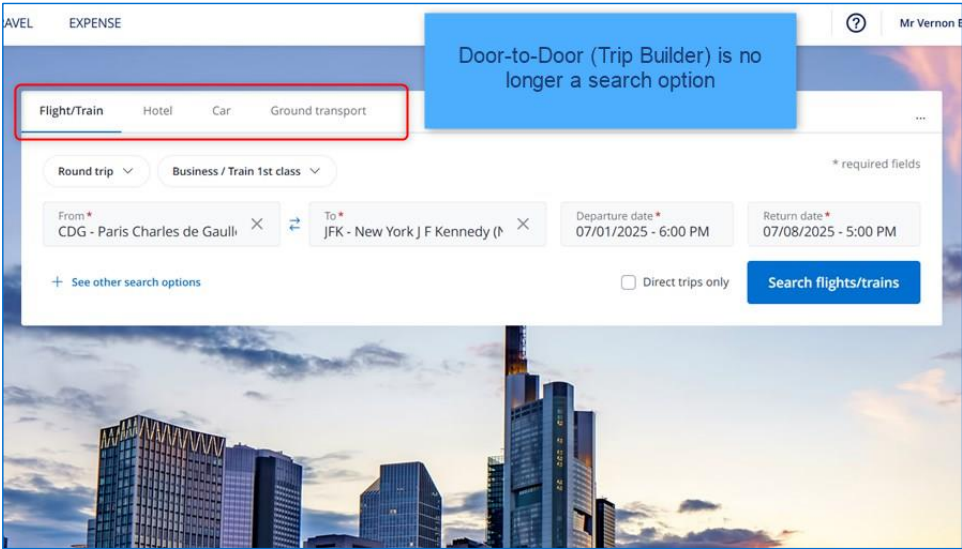 AVEL EXPENSE
Mr Vernon B
Door-to-Door (Trip Builder) is no
longer a search option
Flight/Train Hotel Car Ground transport
...
Round trip Business / Train 1st class
* required fields
From *
CDG - Paris Charles de Gaull
To *
JFK - New York J F Kennedy (N
Departure date *
07/01/2025 - 6:00 PM
Return date *
07/08/2025 - 5:00 PM
+ See other search options
Direct trips only
Search flights/trains